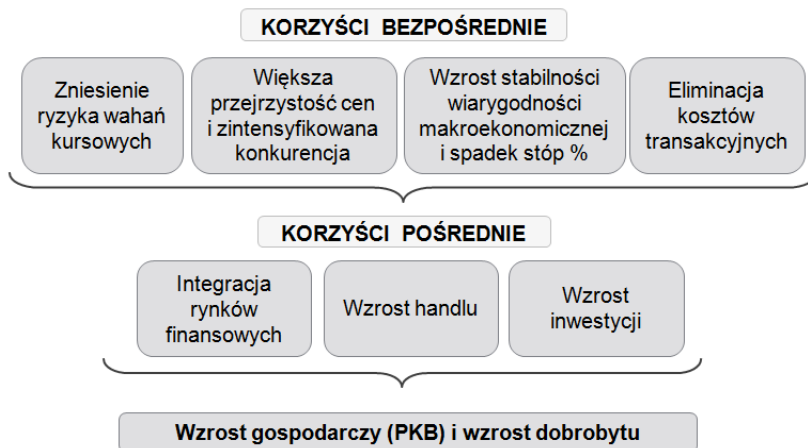 KORZYŚCI BEZPOŚREDNIE
Zniesienie
ryzyka wahań
kursowych
Większa
przejrzystość cen
i zintensyfikowana
konkurencja
Wzrost stabilności
wiarygodności
makroekonomicznej
i spadek stóp %
Eliminacja
kosztów
transakcyjnych
KORZYŚCI POŚREDNIE
Integracja
rynków
finansowych
Wzrost handlu
Wzrost
inwestycji
Wzrost gospodarczy (PKB) i wzrost dobrobytu